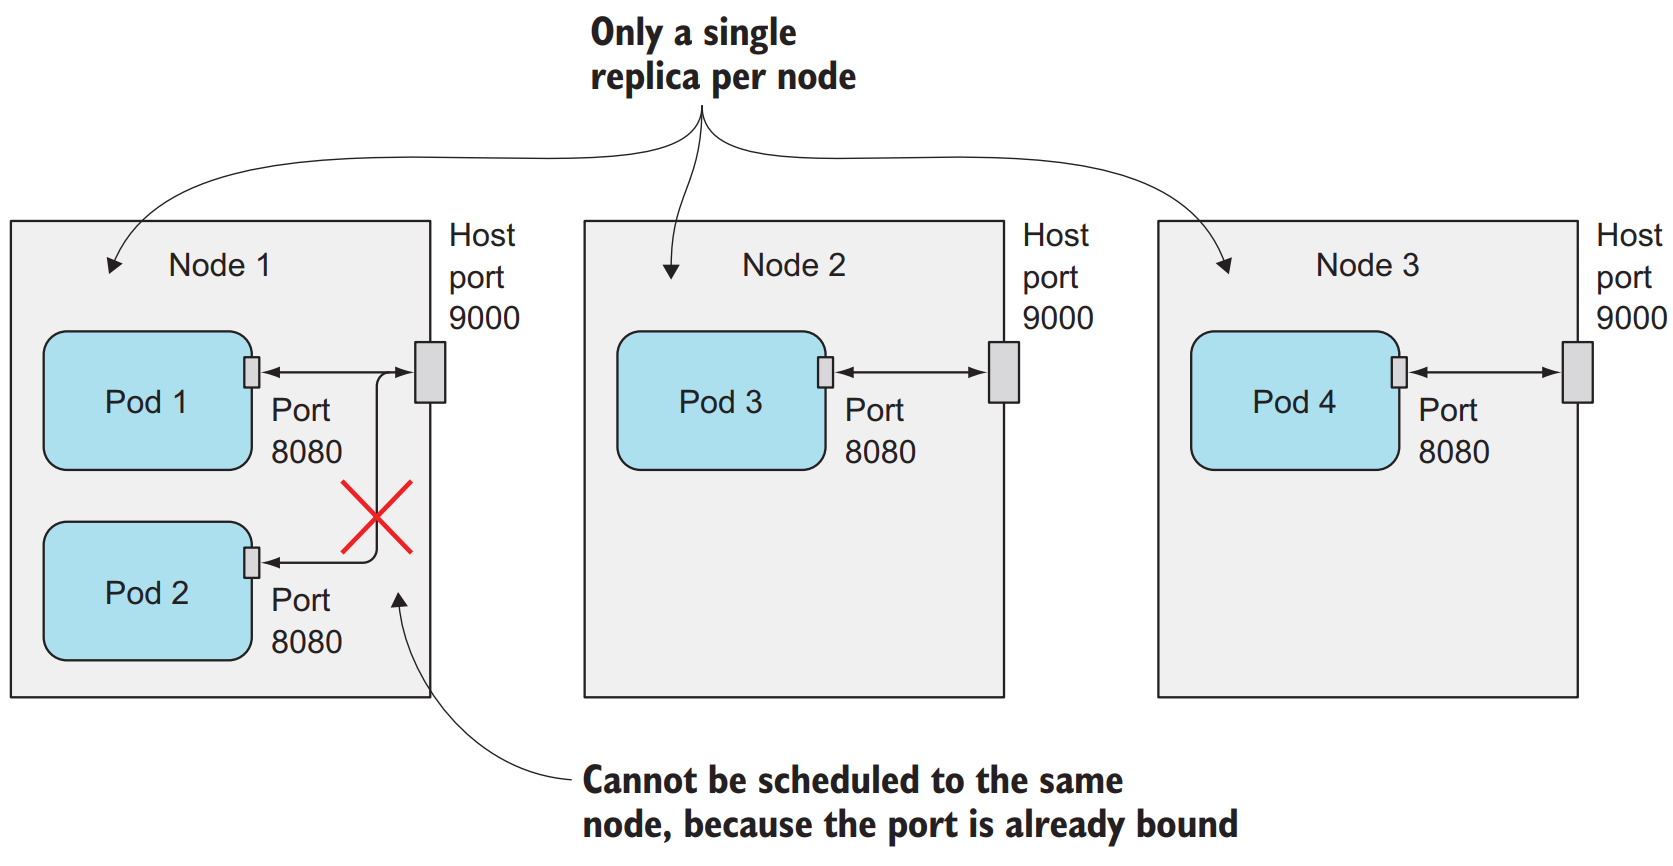 Only a single
replica per node
Node 1
Host
port
9000
Pod 1
Port
8080
Pod 2
Port
8080
Node 2
Host
port
9000
Pod 3
Port
8080
Node 3
Host
port
9000
Pod 4
Port
8080
Cannot be scheduled to the same
node, because the port is already bound